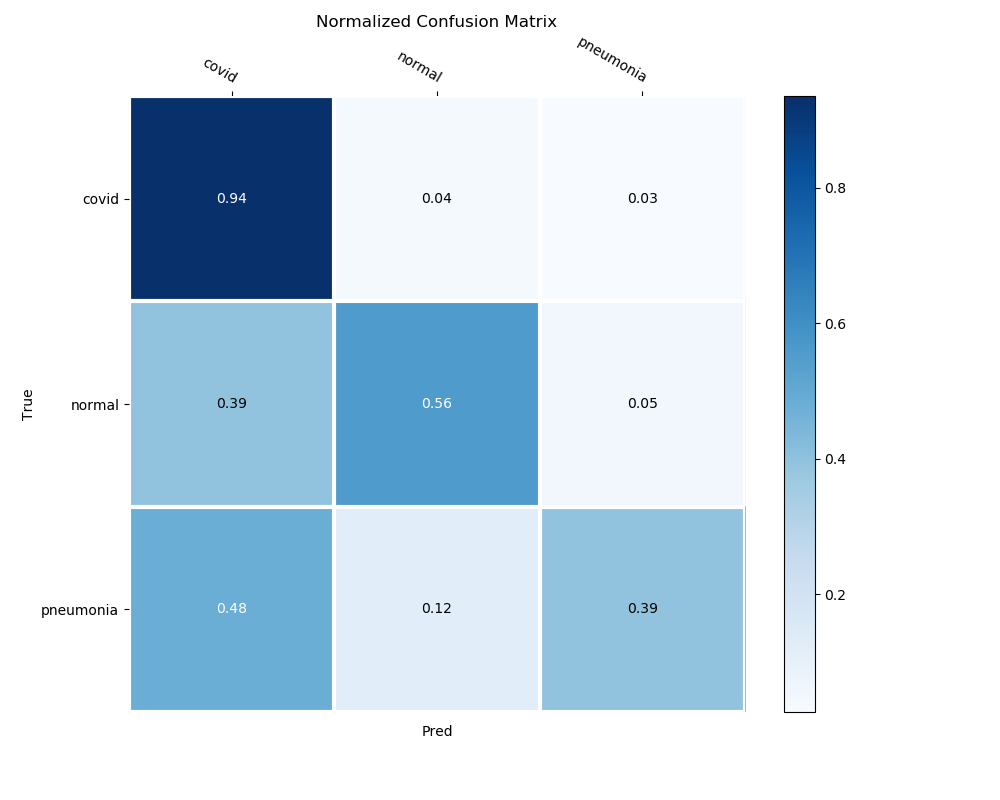 Normalized Confusion Matrix
covid
normal
pneumonia
covid
0.94
0.04
0.03
0.8
0.6
True
normal
0.39
0.56
0.05
0.4
pneumonia
0.48
0.12
0.39
0.2
Pred